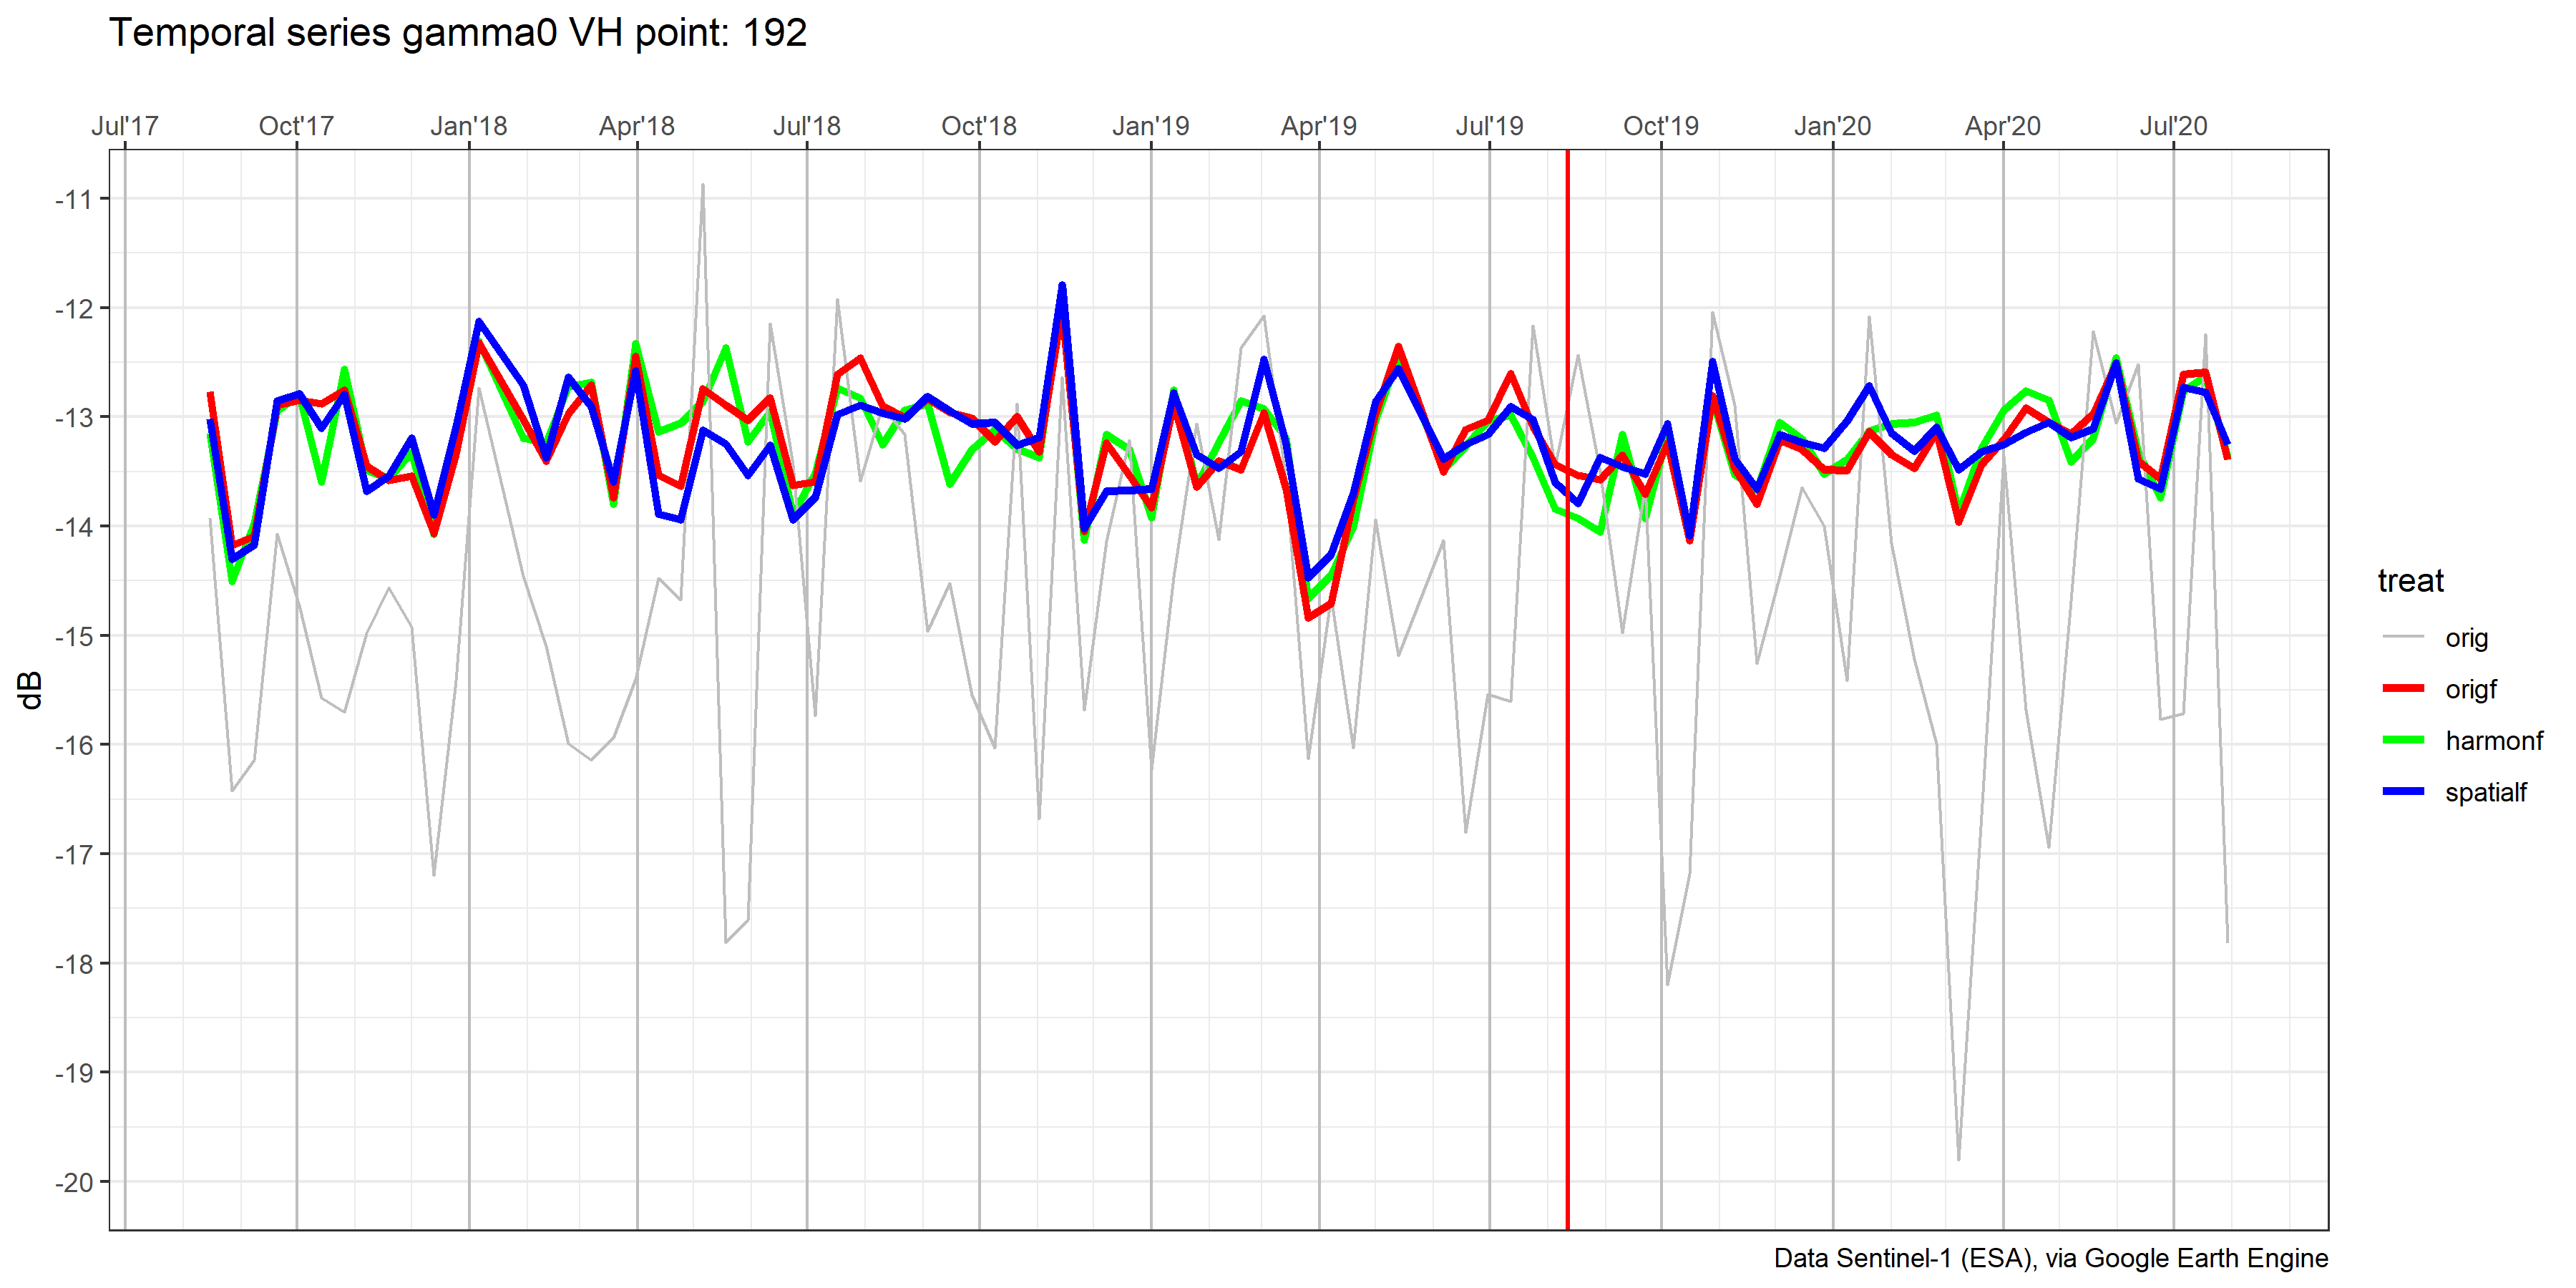 Temporal series gamma0 VH point: 192
Jul'17 Oct'17 Jan'18 Apr'18 Jul'18 Oct'18 Jan'19 Apr'19 Jul'19 Oct'19 Jan'20 Apr'20 Jul'20
-11
-12
-13
-14
-15
-16
-17
-18
-19
-20
dB
treat
orig
origf
harmonf
spatialf
Data Sentinel-1 (ESA), via Google Earth Engine